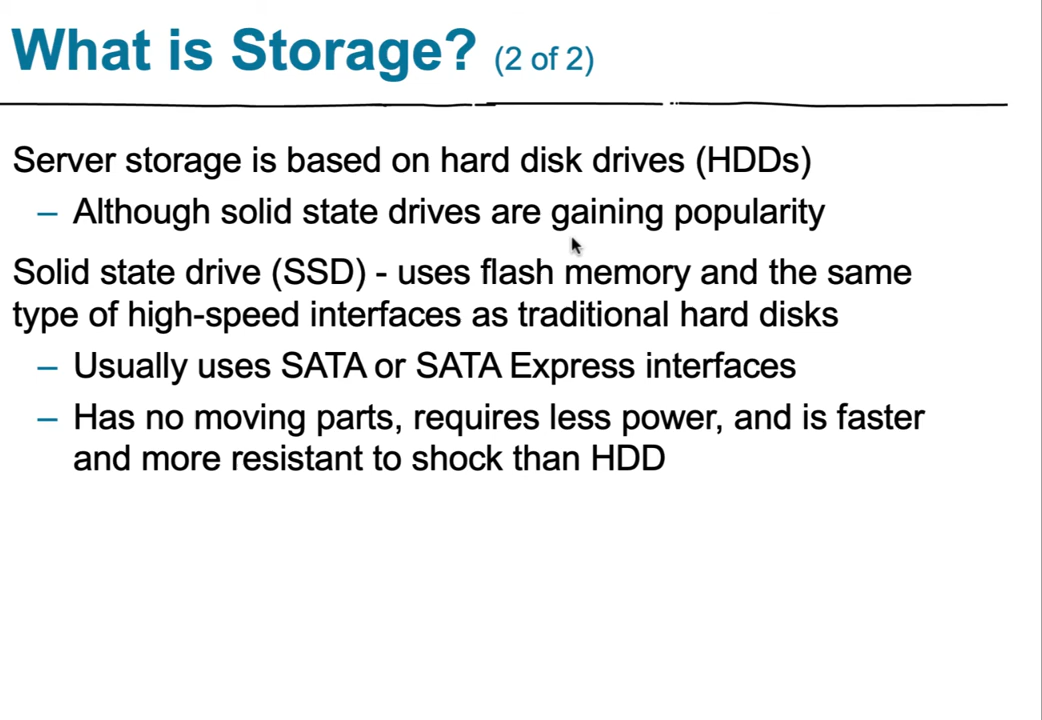 What is Storage? (2 of 2)
Server storage is based on hard disk drives (HDDs)
– Although solid state drives are gaining popularity
Solid state drive (SSD) - uses flash memory and the same
type of high-speed interfaces as traditional hard disks
– Usually uses SATA or SATA Express interfaces
– Has no moving parts, requires less power, and is faster
and more resistant to shock than HDD